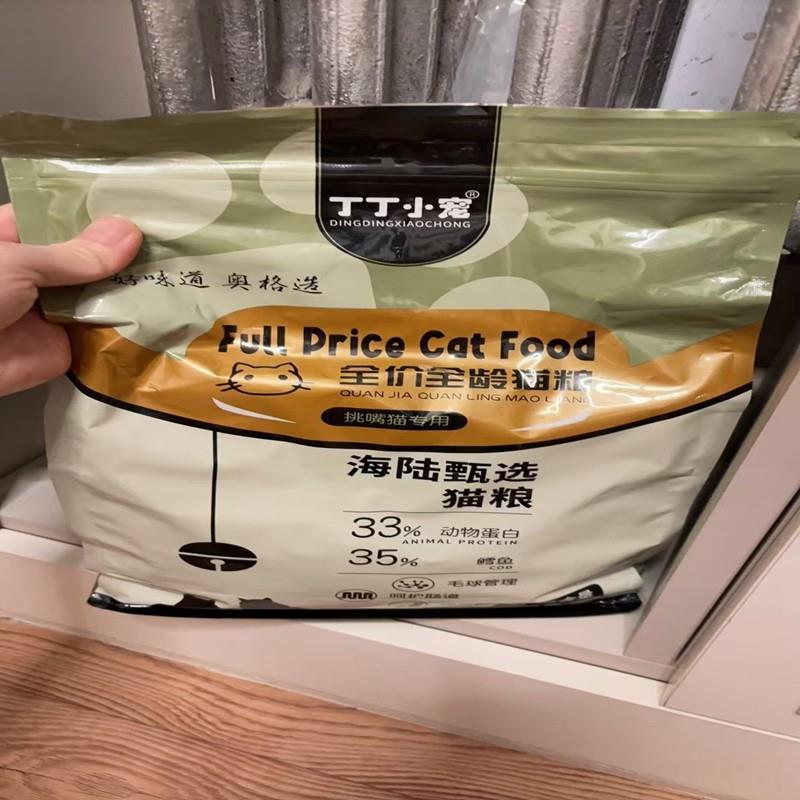 丁丁小宠®
DINGDINGXIAOCHONG
好味道 奥格造
Full Price Cat Food
全价全龄猫粮
QUAN JIA QUAN LING MAO LIANG
挑嘴猫专用
海陆甄选
猫粮
33% 动物蛋白
ANIMAL PROTEIN
35% 鳕鱼
COD
毛球管理
呵护肠道